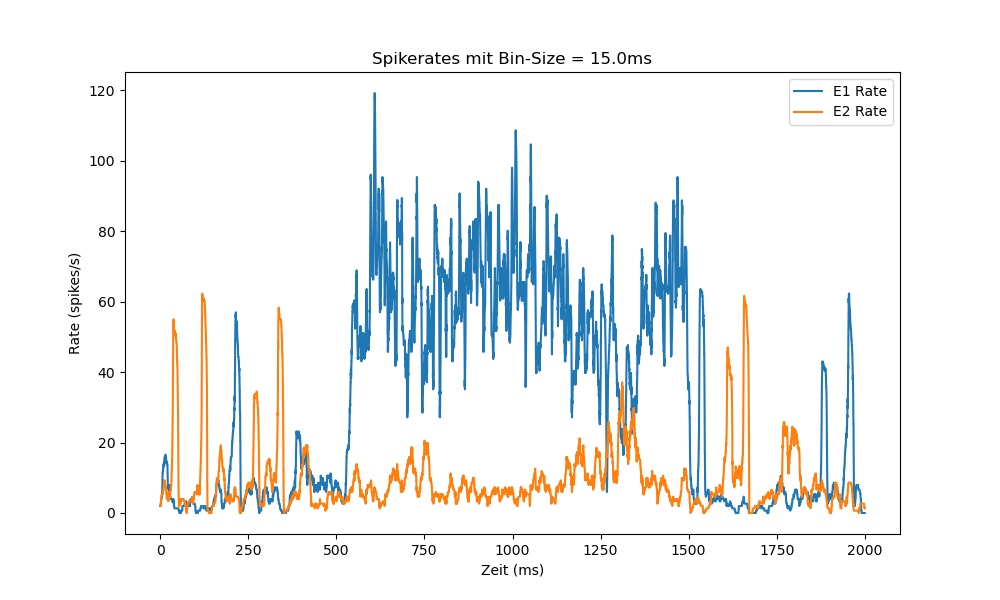 Spikerates mit Bin-Size = 15.0ms
E1 Rate
E2 Rate
120
100
80
60
40
20
0
Rate (spikes/s)
0 250 500 750 1000 1250 1500 1750 2000
Zeit (ms)